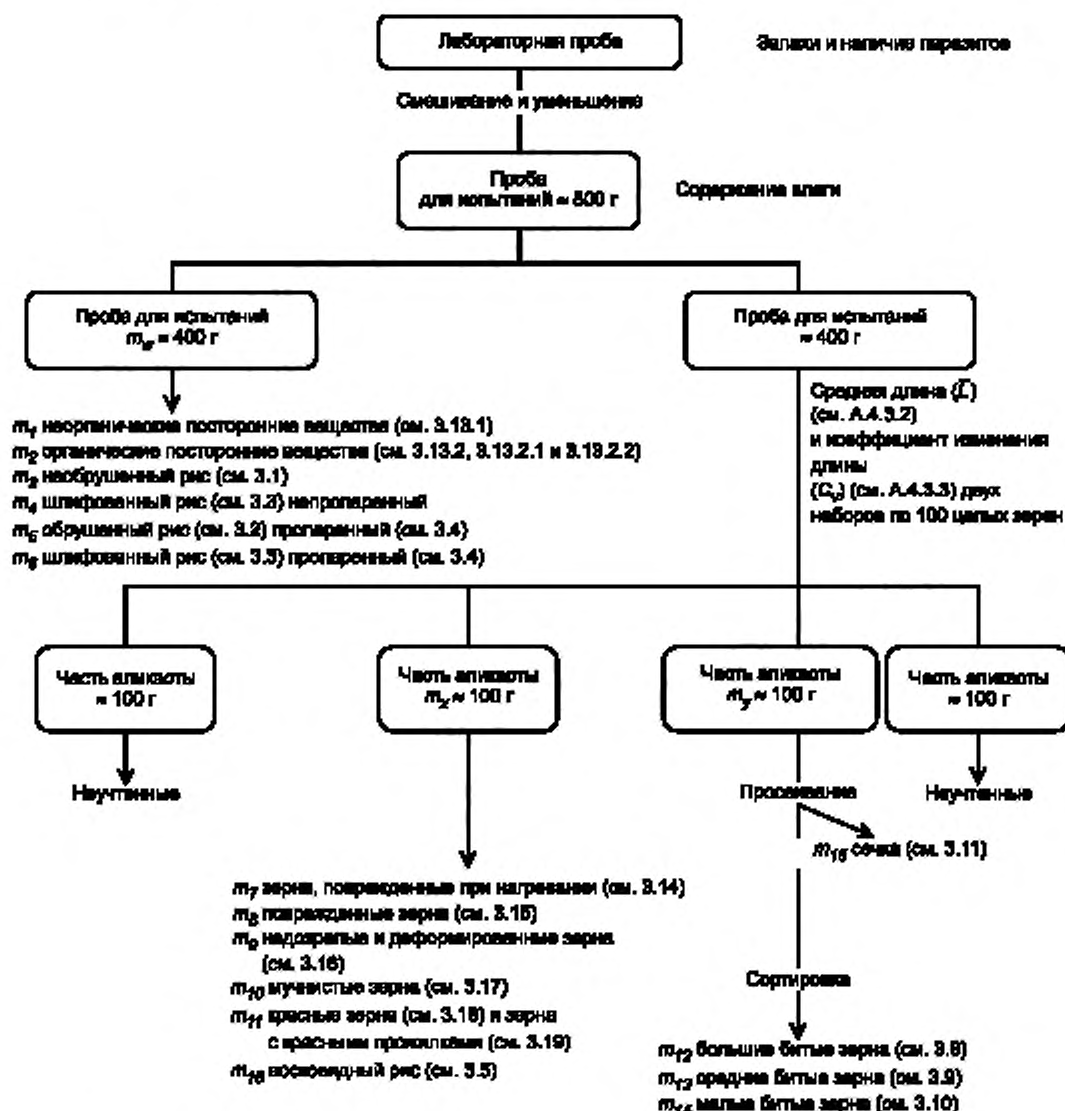 Лабораторная проба
Запахи и наличие паразитов
Смешивание и уменьшение
Проба
для испытаний ≈ 800 г
Содержание влаги
Проба для испытаний
≈ 400 г
Проба для испытаний
≈ 400 г
Средняя длина (L̄)
(см. А.4.3.2)
и коэффициент изменения
длины
(см. А.4.3.3) двух
наборов по 100 целых зерен
m1 неорганические посторонние вещества (см. 3.13.1)
m2 органические посторонние вещества (см. 3.13.2, 3.13.2.1 и 3.13.2.2)
m3 необрушенный рис (см. 3.1)
m4 шлифованный рис (см. 3.3) непропаренный
m5 обрушенный рис (см. 3.2) пропаренный (см. 3.4)
m6 шлифованный рис (см. 3.3) пропаренный (см. 3.4)
Часть аликвоты
≈ 100 г
Часть аликвоты
mx ≈ 100 г
Часть аликвоты
my ≈ 100 г
Часть аликвоты
≈ 100 г
Неучтенные
Просеивание
Неучтенные
m15 сечка (см. 3.11)
m7 зерна, поврежденные при нагревании (см. 3.14)
m8 поврежденные зерна (см. 3.15)
m9 недозрелые и деформированные зерна
(см. 3.16)
m10 мучнистые зерна (см. 3.17)
m11 красные зерна (см. 3.18) и зерна
с красными прожилками (см. 3.19)
m16 восковидный рис (см. 3.5)
Сортировка
m12 большие битые зерна (см. 3.8)
m13 средние битые зерна (см. 3.9)
m14 малые битые зерна (см. 3.10)